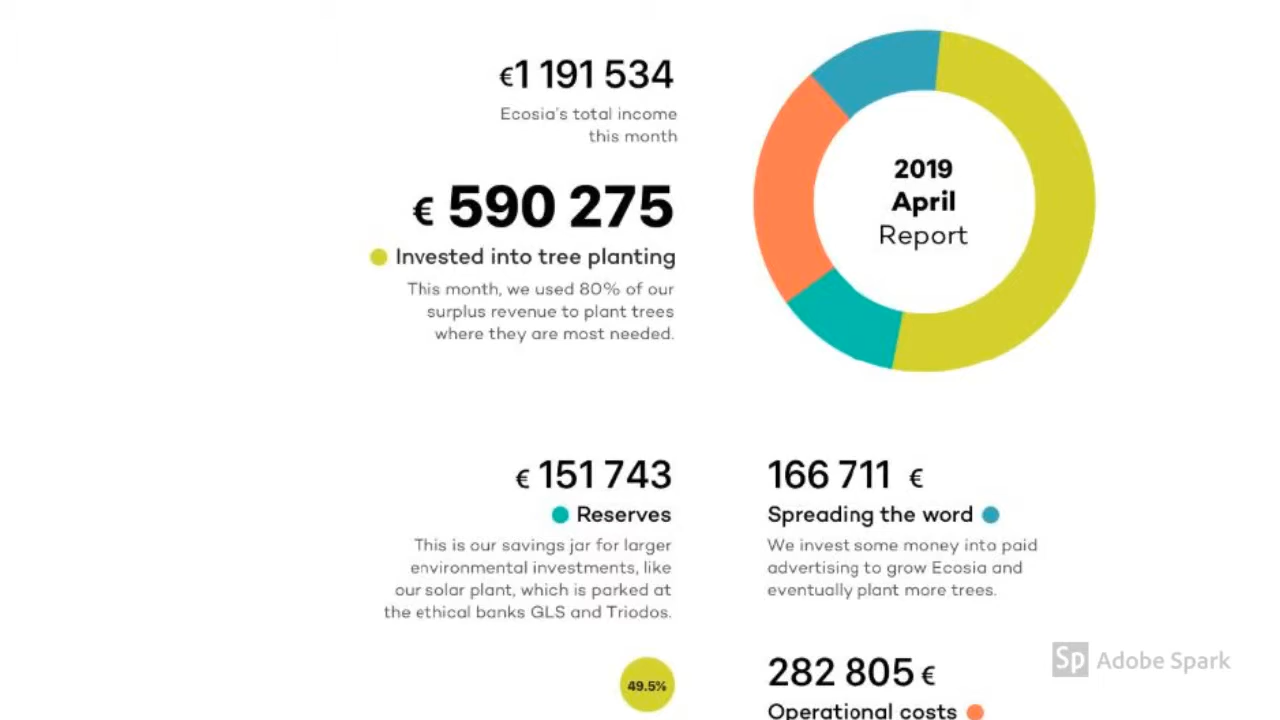 €1 191 534
Ecosia's total income
this month
€ 590 275
Invested into tree planting
This month, we used 80% of our
surplus revenue to plant trees
where they are most needed.
2019
April
Report
€ 151 743
Reserves
This is our savings jar for larger
environmental investments, like
our solar plant, which is parked at
the ethical banks GLS and Triodos.
49.5%
166 711 €
Spreading the word
We invest some money into paid
advertising to grow Ecosia and
eventually plant more trees.
282 805 €
Operational costs
Sp Adobe Spark